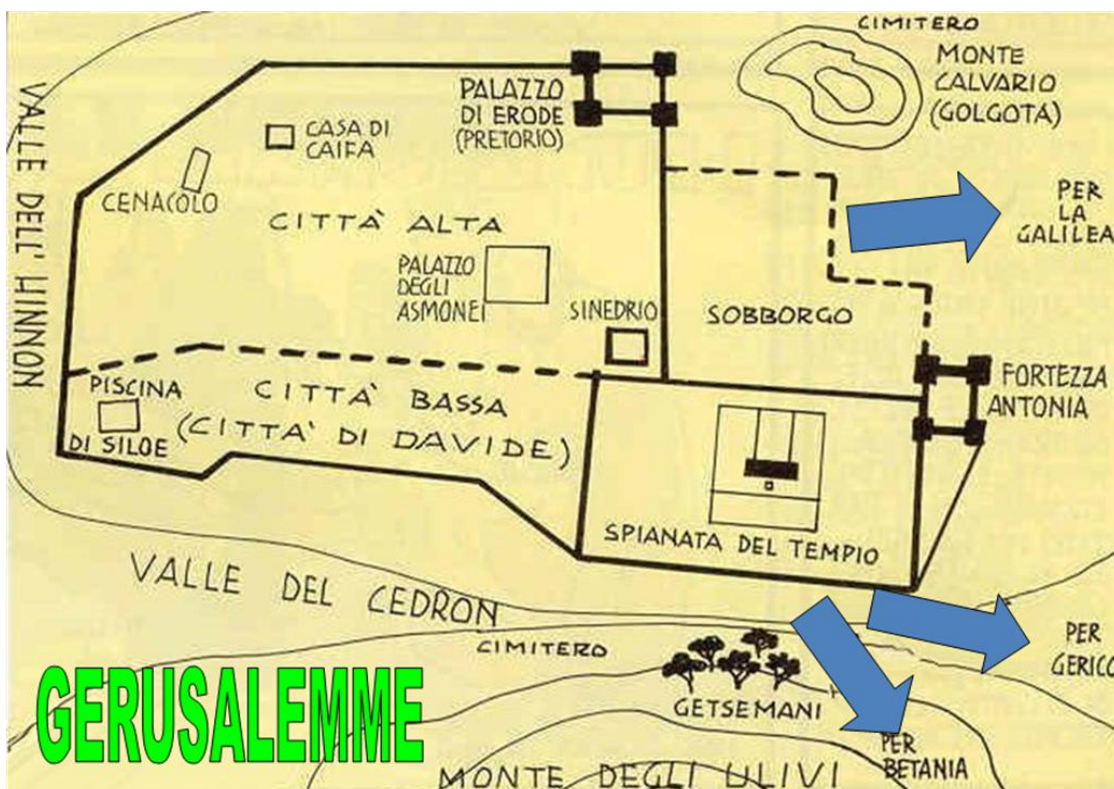 CIMITERO
MONTE
CALVARIO
(GOLGOTÀ)
PALAZZO
DI ERODE
(PRETORIO)
CASA DI
CAIFA
CENACOLO
VALLE DELL' HINNON
CITTÀ ALTA
PALAZZO
DEGLI
ASMONEI
SINEDRIO
SOBBORGO
PER
LA
GALILEA
FORTEZZA
ANTONIA
PISCINA
DI SILOE
CITTÀ BASSA
(CITTÀ DI DAVIDE)
SPIANATA DEL TEMPIO
VALLE DEL CEDRON
CIMITERO
GETSEMANI
PER
GERICO
PER
BETANIA
MONTE DEGLI ULIVI
GERUSALEMME